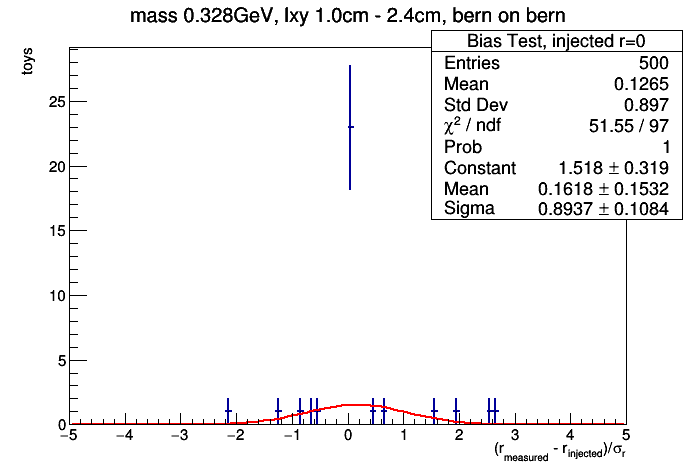 mass 0.328GeV, lxy 1.0cm - 2.4cm, bern on bern
toys
Bias Test, injected r=0
Entries 500
Mean 0.1265
Std Dev 0.897
χ² / ndf 51.55 / 97
Prob 1
Constant 1.518 ± 0.319
Mean 0.1618 ± 0.1532
Sigma 0.8937 ± 0.1084
25
20
15
10
5
0
−5 −4 −3 −2 −1 0 1 2 3 4 5
(r_measured - r_injected)/σ_r